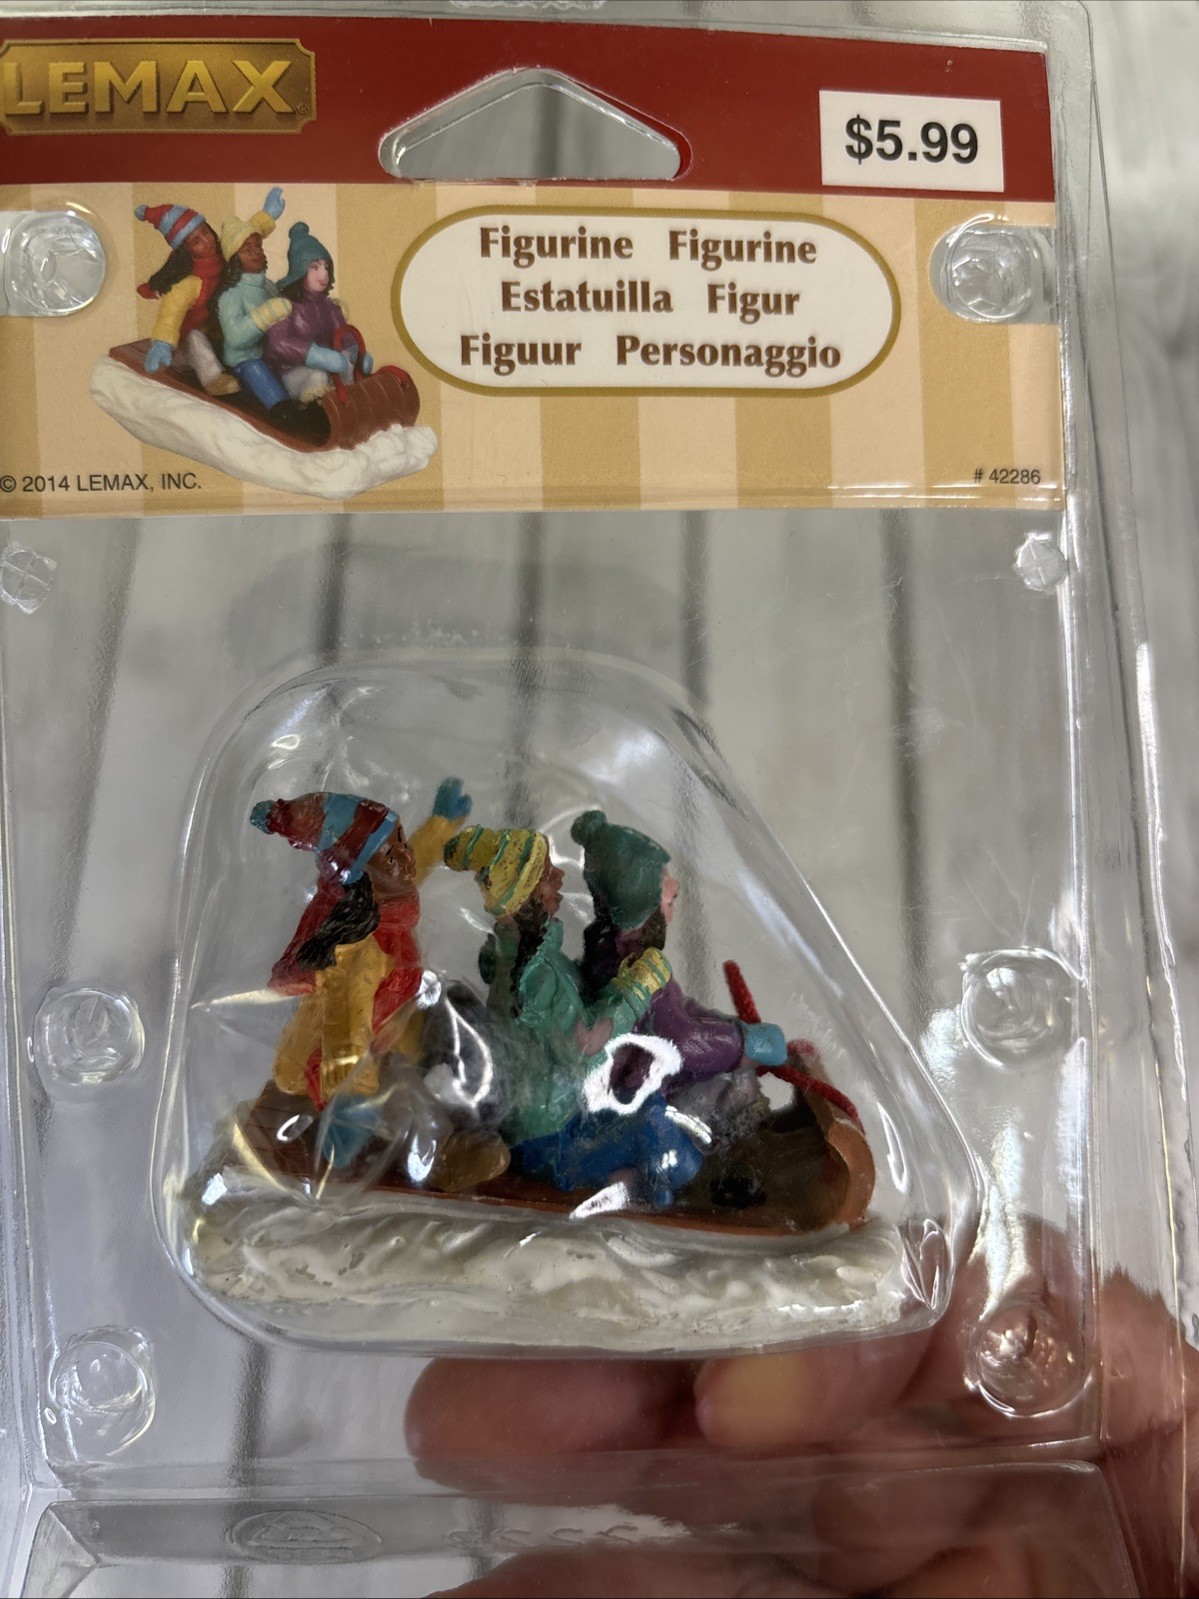 LEMAX®
$5.99
Figurine Figurine
Estatuilla Figur
Figuur Personaggio
© 2014 LEMAX, INC.
# 42286